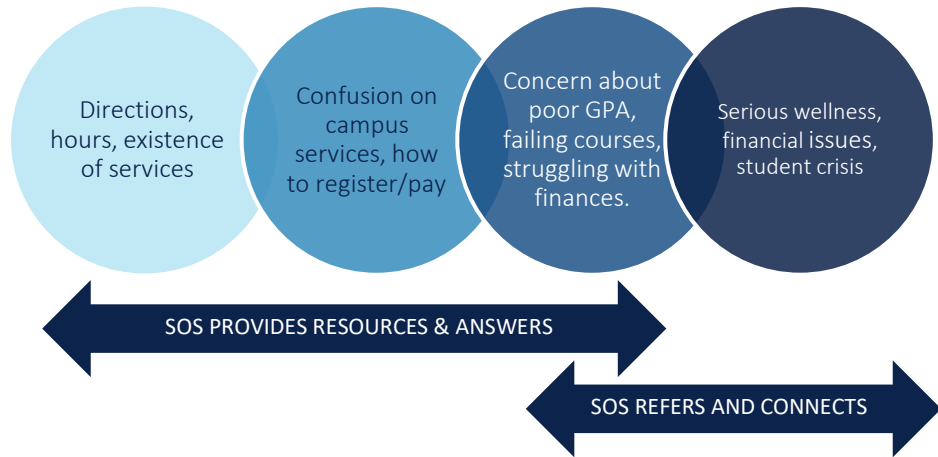 Directions,
hours, existence
of services
Confusion on
campus
services, how
to register/pay
Concern about
poor GPA,
failing courses,
struggling with
finances.
Serious wellness,
financial issues,
student crisis
SOS PROVIDES RESOURCES & ANSWERS
SOS REFERS AND CONNECTS